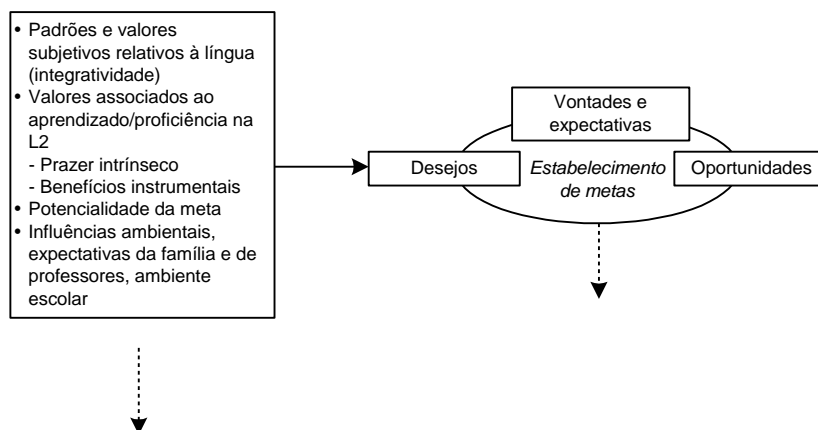 • Padrões e valores
subjetivos relativos à língua
(integratividade)
• Valores associados ao
aprendizado/proficiência na
L2
- Prazer intrínseco
- Benefícios instrumentais
• Potencialidade da meta
• Influências ambientais,
expectativas da família e de
professores, ambiente
escolar
Vontades e
expectativas
Desejos
Estabelecimento
de metas
Oportunidades